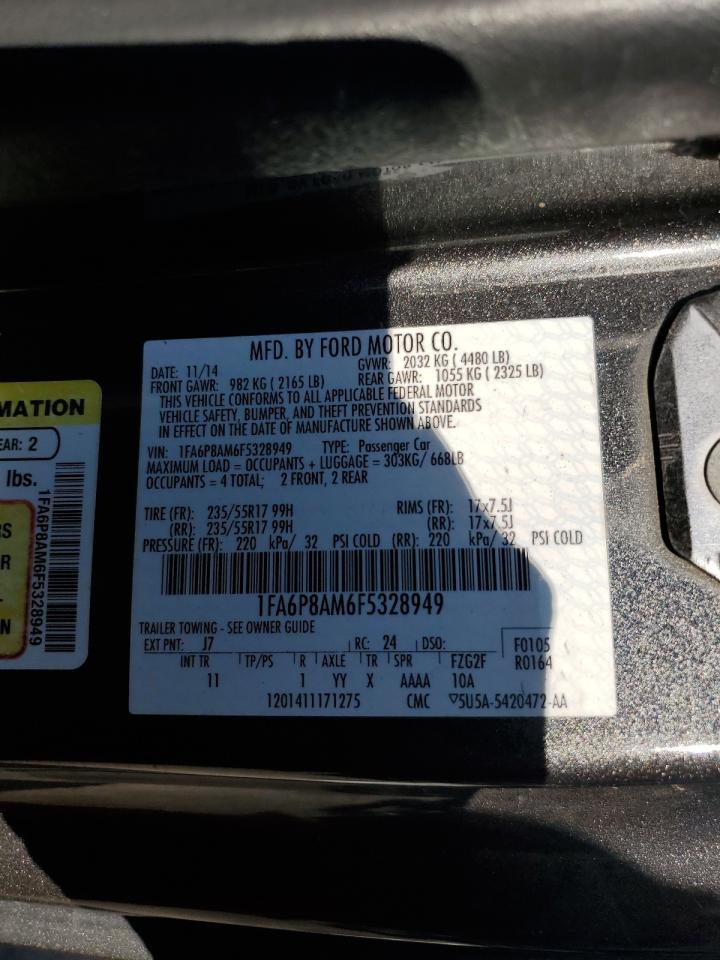 MFD. BY FORD MOTOR CO.
DATE: 11/14 GVWR: 2032 KG ( 4480 LB)
FRONT GAWR: 982 KG ( 2165 LB) REAR GAWR: 1055 KG ( 2325 LB)
THIS VEHICLE CONFORMS TO ALL APPLICABLE FEDERAL MOTOR
VEHICLE SAFETY, BUMPER, AND THEFT PREVENTION STANDARDS
IN EFFECT ON THE DATE OF MANUFACTURE SHOWN ABOVE.
VIN: 1FA6P8AM6F5328949 TYPE: Passenger Car
MAXIMUM LOAD = OCCUPANTS + LUGGAGE = 303KG/ 668LB
OCCUPANTS = 4 TOTAL; 2 FRONT, 2 REAR
TIRE (FR): 235/55R17 99H RIMS (FR): 17x7.5J
(RR): 235/55R17 99H (RR): 17x7.5J
PRESSURE (FR): 220 kPa/ 32 PSI COLD (RR): 220 kPa/ 32 PSI COLD
1FA6P8AM6F5328949
TRAILER TOWING - SEE OWNER GUIDE
EXT PNT: J7 RC: 24 DSO: F0105
INT TR TP/PS R AXLE TR SPR FZG2F R0164
11 1 YY X AAAA 10A
1201411171275 CMC ▽5U5A-5420472-AA
RMATION
EAR: 2
lbs.
RS
R
N
1FA6P8AM6F5328949